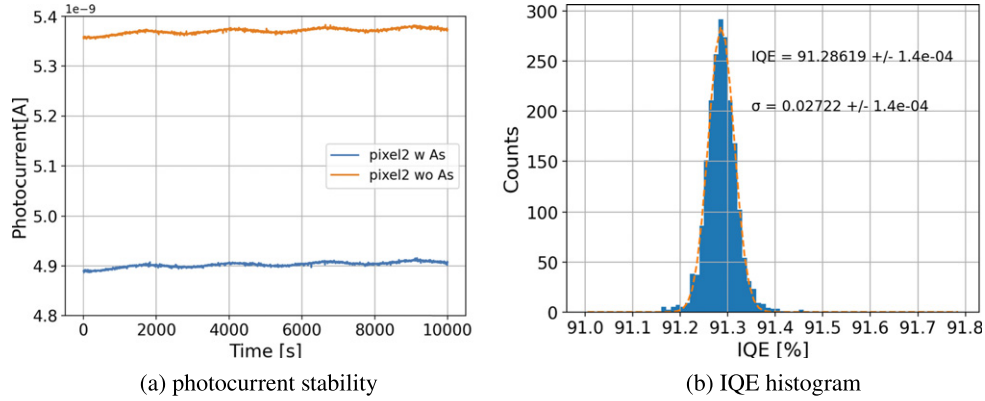 1e−9
5.4
5.3
5.2
5.1
5.0
4.9
4.8
Photocurrent[A]
pixel2 w As
pixel2 wo As
0 2000 4000 6000 8000 10000
Time [s]
(a) photocurrent stability
300
250
200
150
100
50
0
Counts
IQE = 91.28619 +/- 1.4e-04
σ = 0.02722 +/- 1.4e-04
91.0 91.1 91.2 91.3 91.4 91.5 91.6 91.7 91.8
IQE [%]
(b) IQE histogram